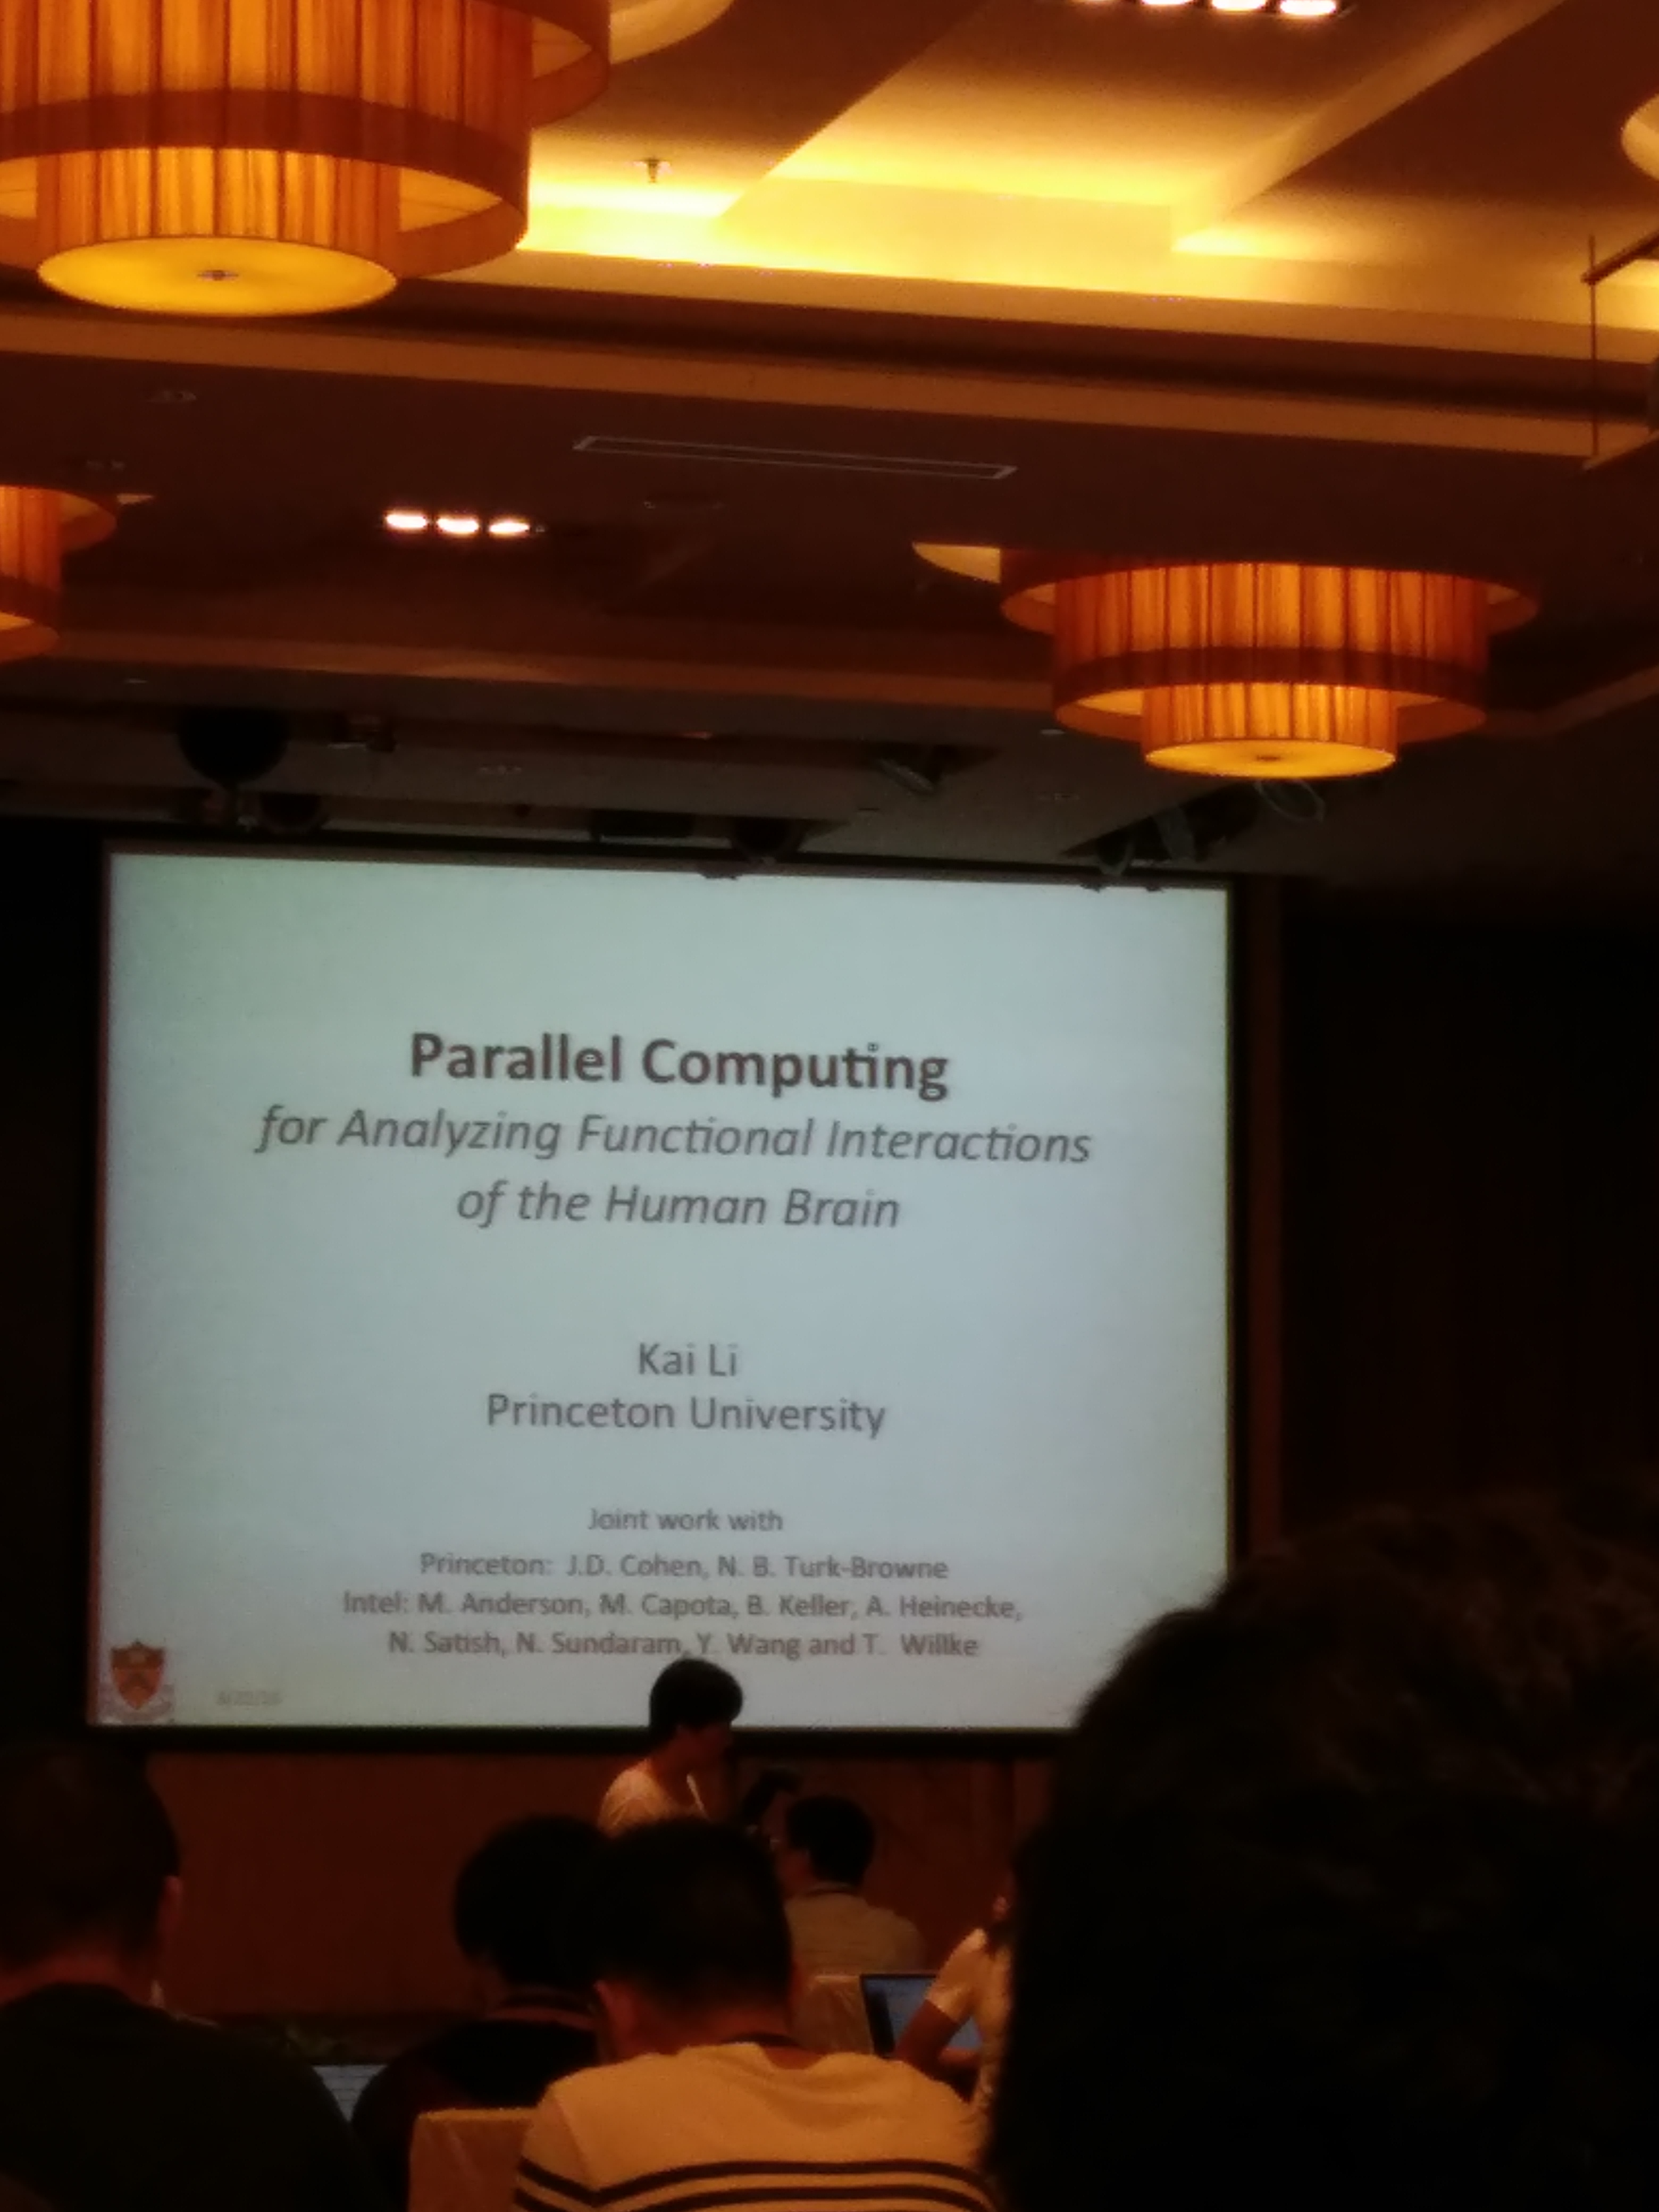 Parallel Computing
for Analyzing Functional Interactions
of the Human Brain
Kai Li
Princeton University
Joint work with
Princeton: J.D. Cohen, N. B. Turk-Browne
Intel: M. Anderson, M. Capota, B. Keller, A. Heinecke,
N. Satish, N. Sundaram, Y. Wang and T. Willke